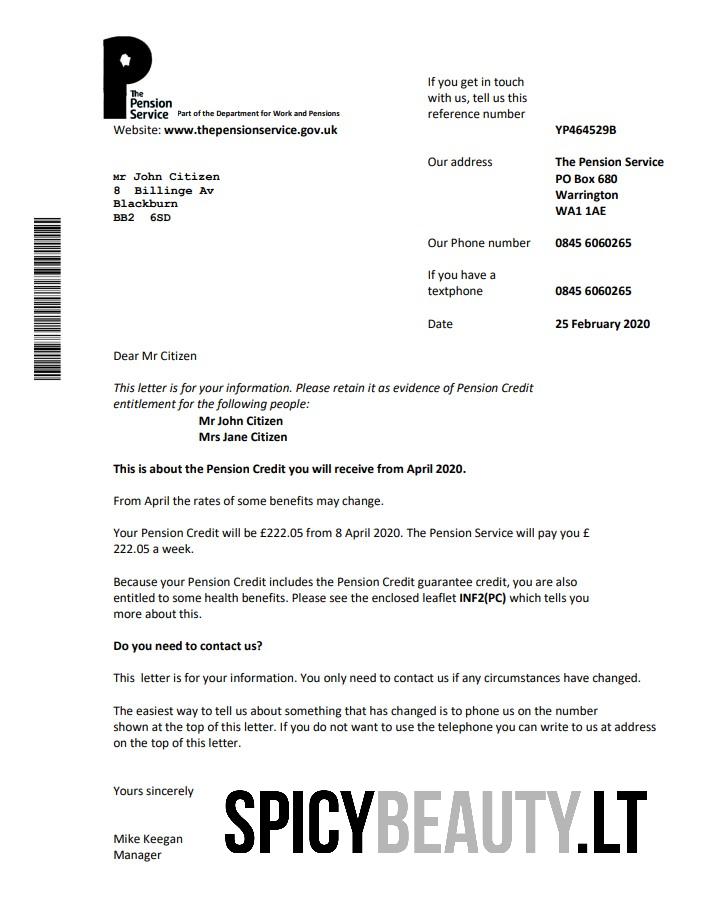 The
Pension
Service Part of the Department for Work and Pensions
Website: www.thepensionservice.gov.uk
If you get in touch
with us, tell us this
reference number
YP464529B
Mr John Citizen
8 Billinge Av
Blackburn
BB2 6SD
Our address The Pension Service
PO Box 680
Warrington
WA1 1AE
Our Phone number 0845 6060265
If you have a
textphone 0845 6060265
Date 25 February 2020
Dear Mr Citizen
This letter is for your information. Please retain it as evidence of Pension Credit
entitlement for the following people:
Mr John Citizen
Mrs Jane Citizen
This is about the Pension Credit you will receive from April 2020.
From April the rates of some benefits may change.
Your Pension Credit will be £222.05 from 8 April 2020. The Pension Service will pay you £
222.05 a week.
Because your Pension Credit includes the Pension Credit guarantee credit, you are also
entitled to some health benefits. Please see the enclosed leaflet INF2(PC) which tells you
more about this.
Do you need to contact us?
This letter is for your information. You only need to contact us if any circumstances have changed.
The easiest way to tell us about something that has changed is to phone us on the number
shown at the top of this letter. If you do not want to use the telephone you can write to us at address
on the top of this letter.
Yours sincerely
SPICYBEAUTY.LT
Mike Keegan
Manager